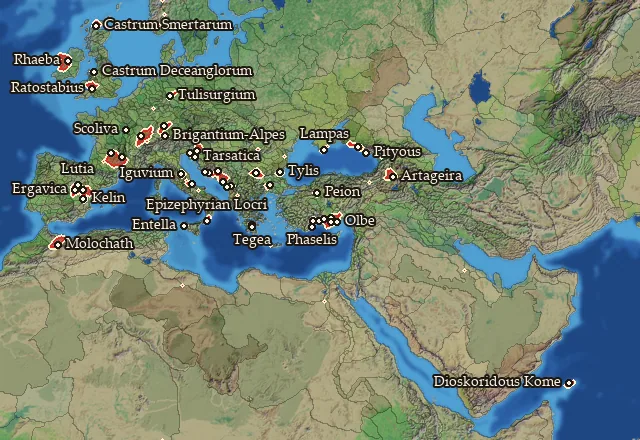 Castrum Smertarum
Rhaeba
Castrum Deceanglorum
Ratostabius
Tulisurgium
Scoliva
Brigantium-Alpes
Lampas
Tarsatica
Pityous
Lutia
Iguvium
Tylis
Artageira
Ergavica
Kelin
Peion
Epizephyrian Locri
Entella
Olbe
Tegea
Phaselis
Molochath
Dioskoridous Kome